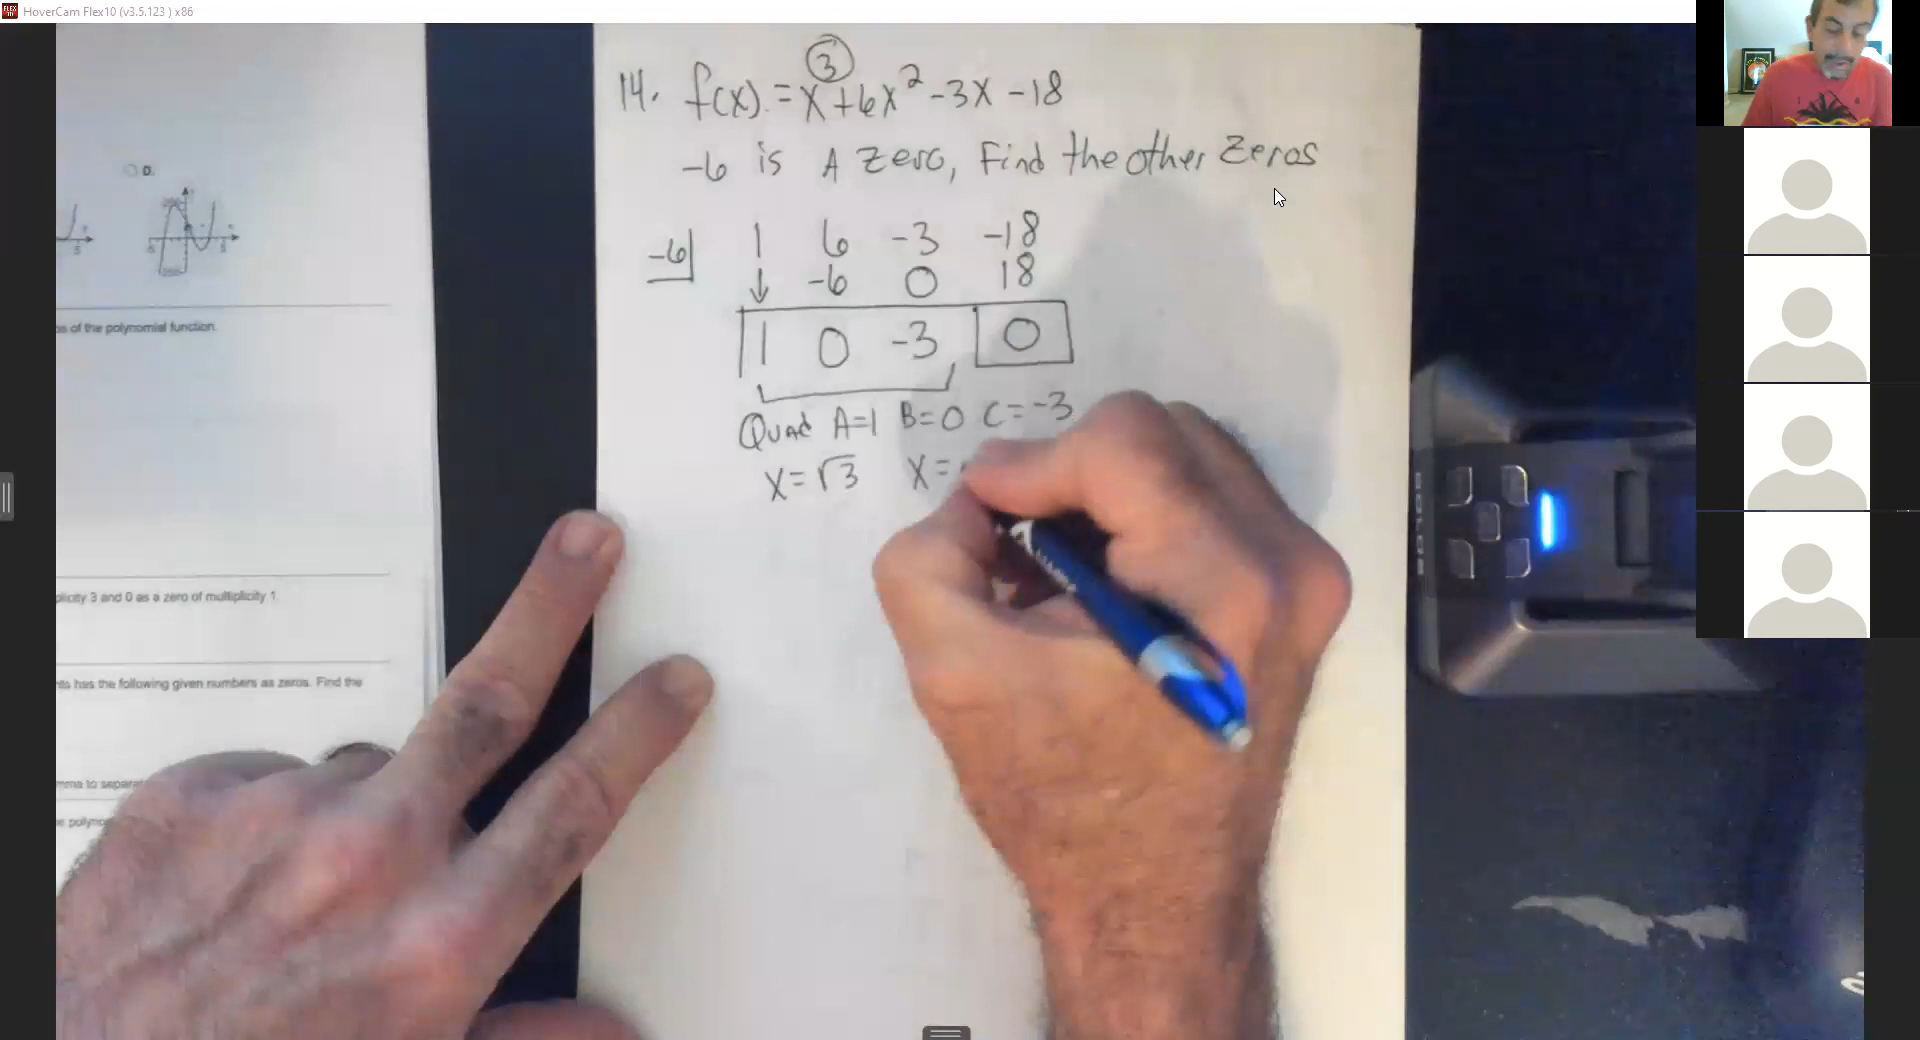 HoverCam Flex10 (v3.5.123 ) x86
14. f(x) = x³ + 6x² - 3x - 18
-6 is A Zero, Find the other Zeros
-6 1 6 -3 -18
↓ -6 0 18
1 0 -3 0
Quad A=1 B=0 C=-3
x=√3 x=
D.
of the polynomial function.
3 and 0 as a zero of multiplicity 1.
has the following given numbers as zeros. Find the
to